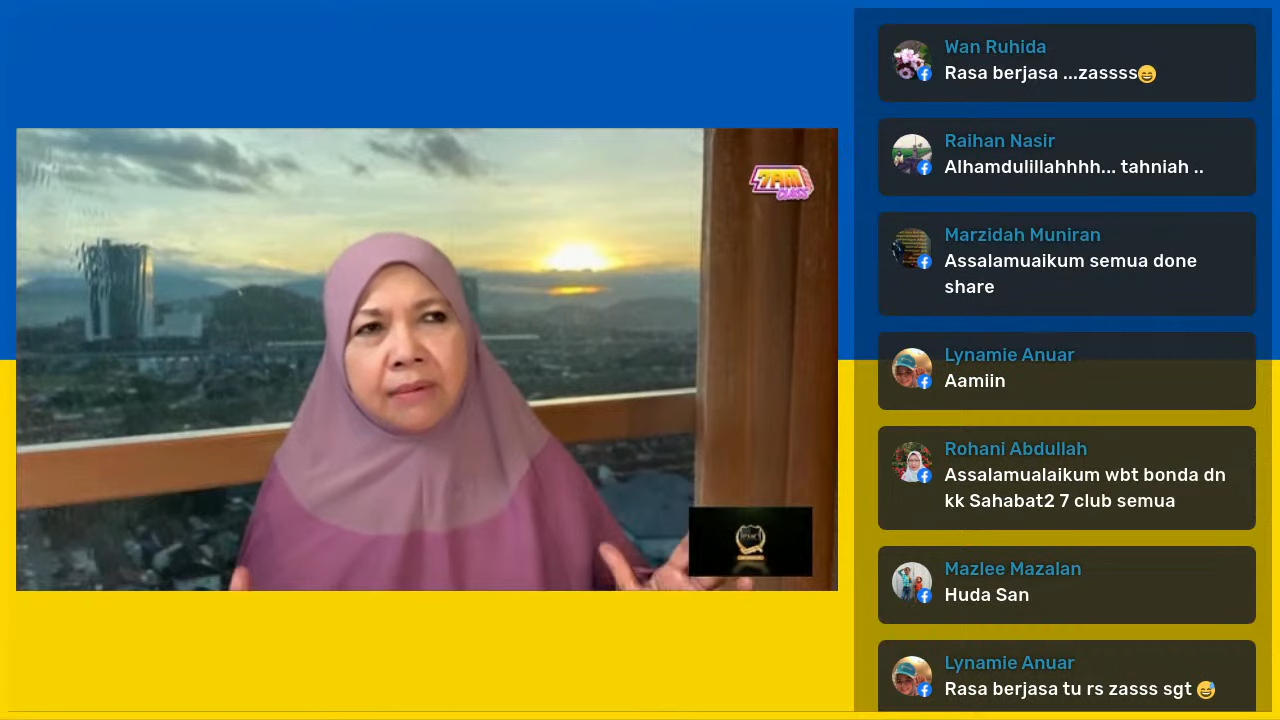 7AM
CLASS
Wan Ruhida
Rasa berjasa ...zassss😄
Raihan Nasir
Alhamdulillahhhh... tahniah ..
Marzidah Muniran
Assalamuaikum semua done
share
Lynamie Anuar
Aamiin
Rohani Abdullah
Assalamualaikum wbt bonda dn
kk Sahabat2 7 club semua
Mazlee Mazalan
Huda San
Lynamie Anuar
Rasa berjasa tu rs zasss sgt 😅